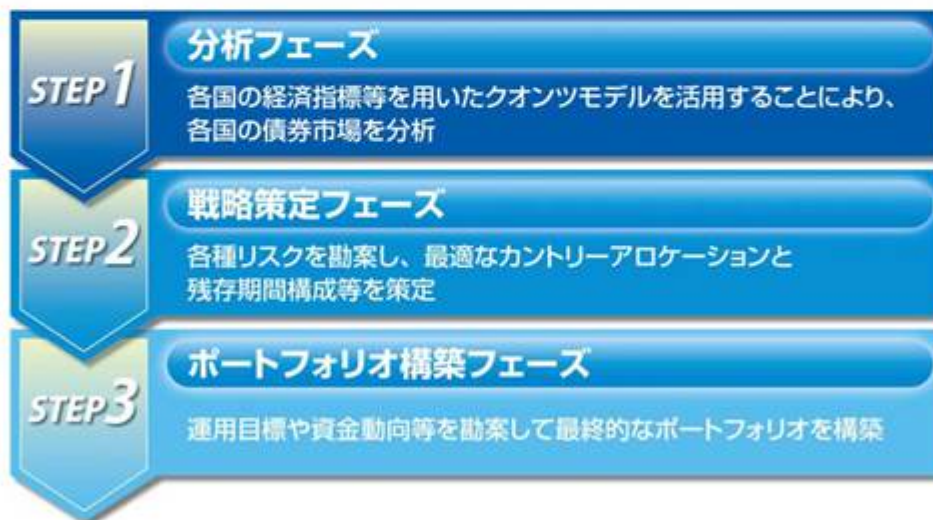 STEP1
分析フェーズ
各国の経済指標等を用いたクオンツモデルを活用することにより、
各国の債券市場を分析
STEP2
戦略策定フェーズ
各種リスクを勘案し、最適なカントリーアロケーションと
残存期間構成等を策定
STEP3
ポートフォリオ構築フェーズ
運用目標や資金動向等を勘案して最終的なポートフォリオを構築